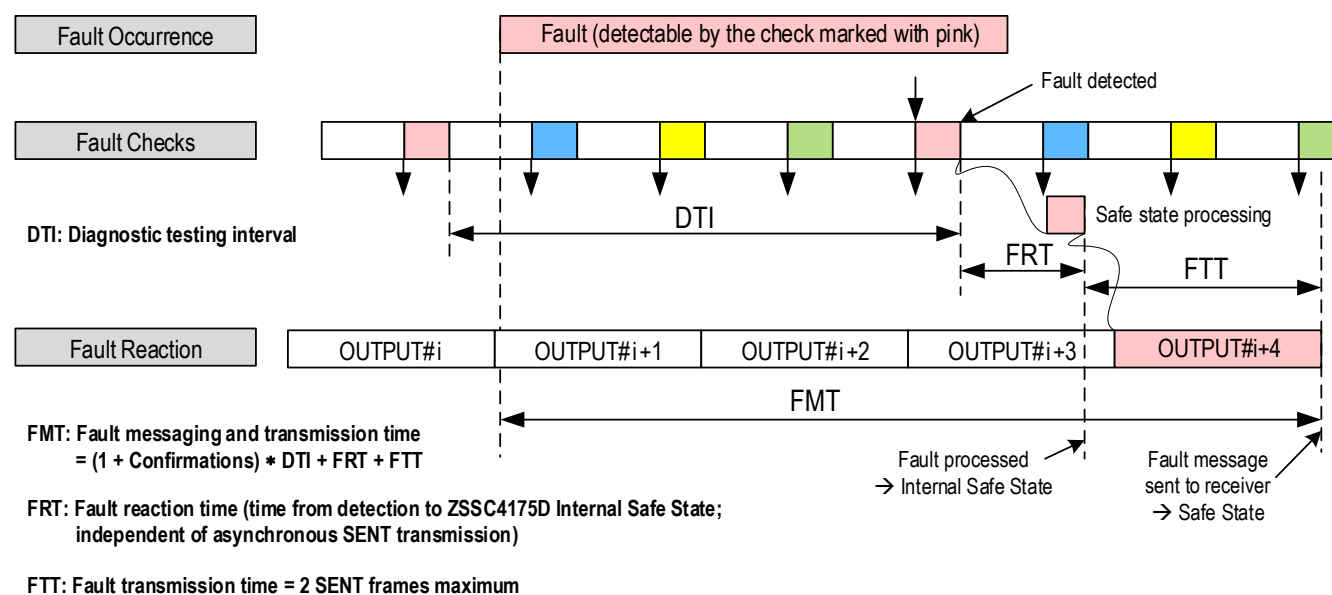 Fault Occurrence
Fault (detectable by the check marked with pink)
Fault detected
Fault Checks
DTI
Safe state processing
DTI: Diagnostic testing interval
FRT
FTT
Fault Reaction
OUTPUT#i
OUTPUT#i+1
OUTPUT#i+2
OUTPUT#i+3
OUTPUT#i+4
FMT
FMT: Fault messaging and transmission time
= (1 + Confirmations) * DTI + FRT + FTT
Fault processed
→ Internal Safe State
Fault message
sent to receiver
→ Safe State
FRT: Fault reaction time (time from detection to ZSSC4175D Internal Safe State;
independent of asynchronous SENT transmission)
FTT: Fault transmission time = 2 SENT frames maximum